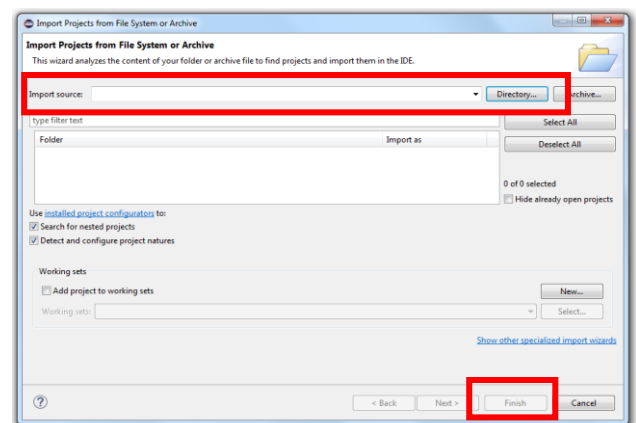 Import Projects from File System or Archive
Import Projects from File System or Archive
This wizard analyzes the content of your folder or archive file to find projects and import them in the IDE.
Import source: Directory... Archive...
type filter text Select All
Folder Import as Deselect All
0 of 0 selected
Hide already open projects
Use installed project configurators to:
Search for nested projects
Detect and configure project natures
Working sets
Add project to working sets New...
Working sets: Select...
Show other specialized import wizards
? < Back Next > Finish Cancel